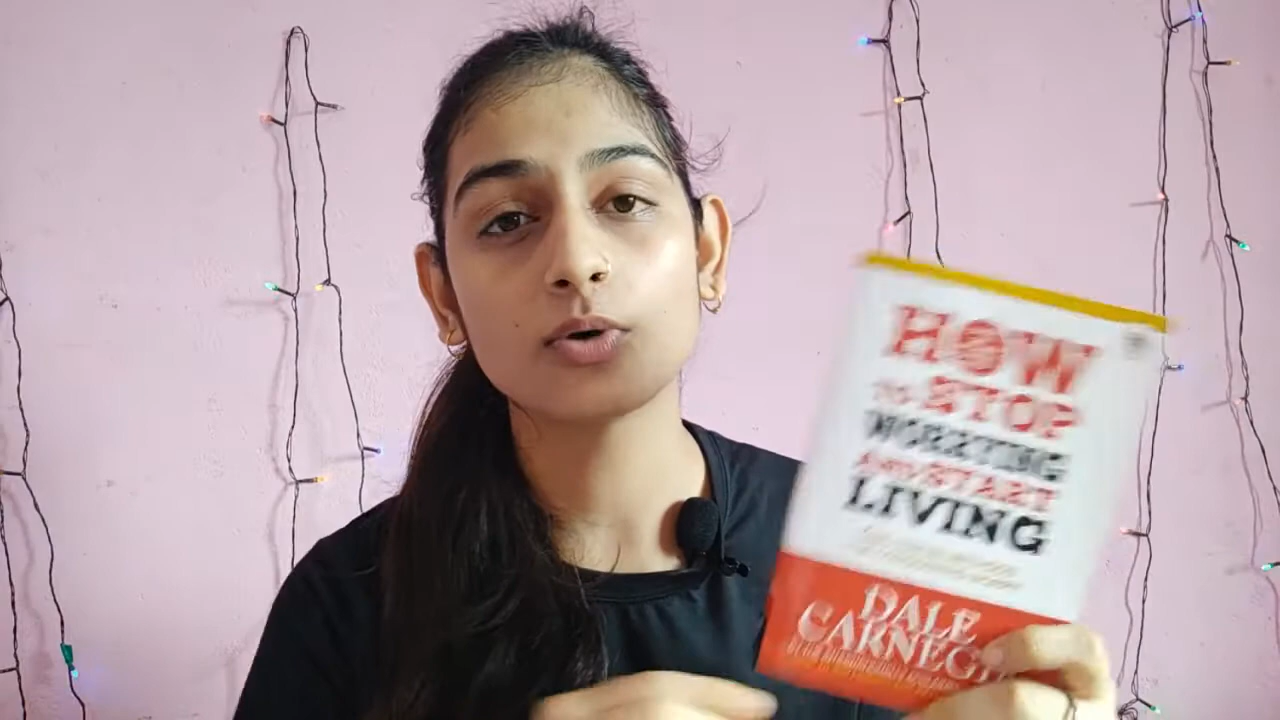 HOW
TO STOP
WORRYING
AND START
LIVING
DALE
CARNEGIE